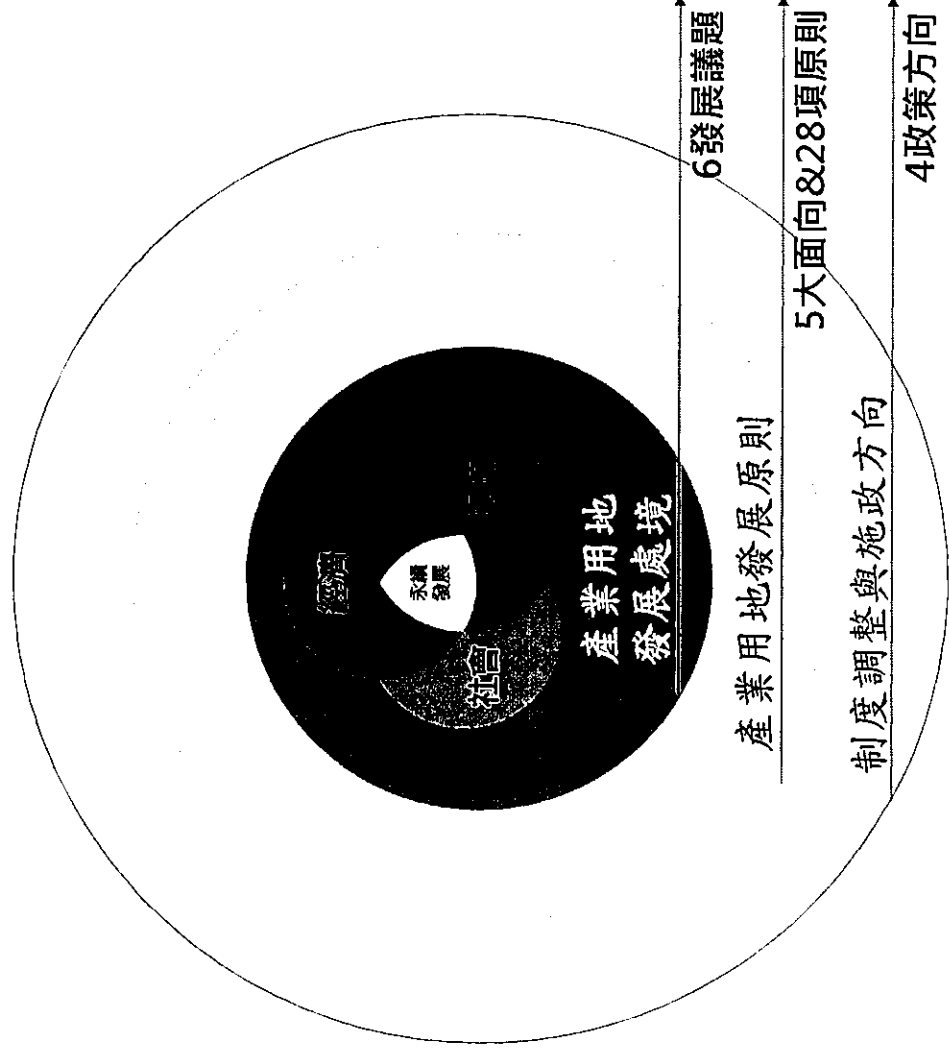 經濟
永續
發展
社會
產業用地
發展處境
6發展議題
產業用地發展原則
5大面向&28項原則
制度調整與施政方向
4政策方向